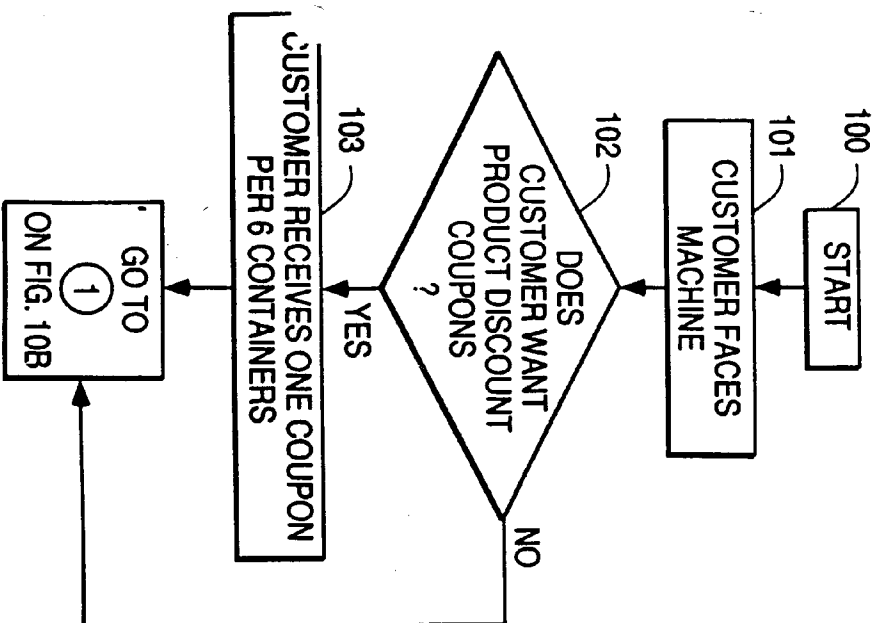 100
START
101
CUSTOMER FACES
MACHINE
102
DOES
CUSTOMER WANT
PRODUCT DISCOUNT
COUPONS
?
NO
YES
103
CUSTOMER RECEIVES ONE COUPON
PER 6 CONTAINERS
GO TO
1
ON FIG. 10B